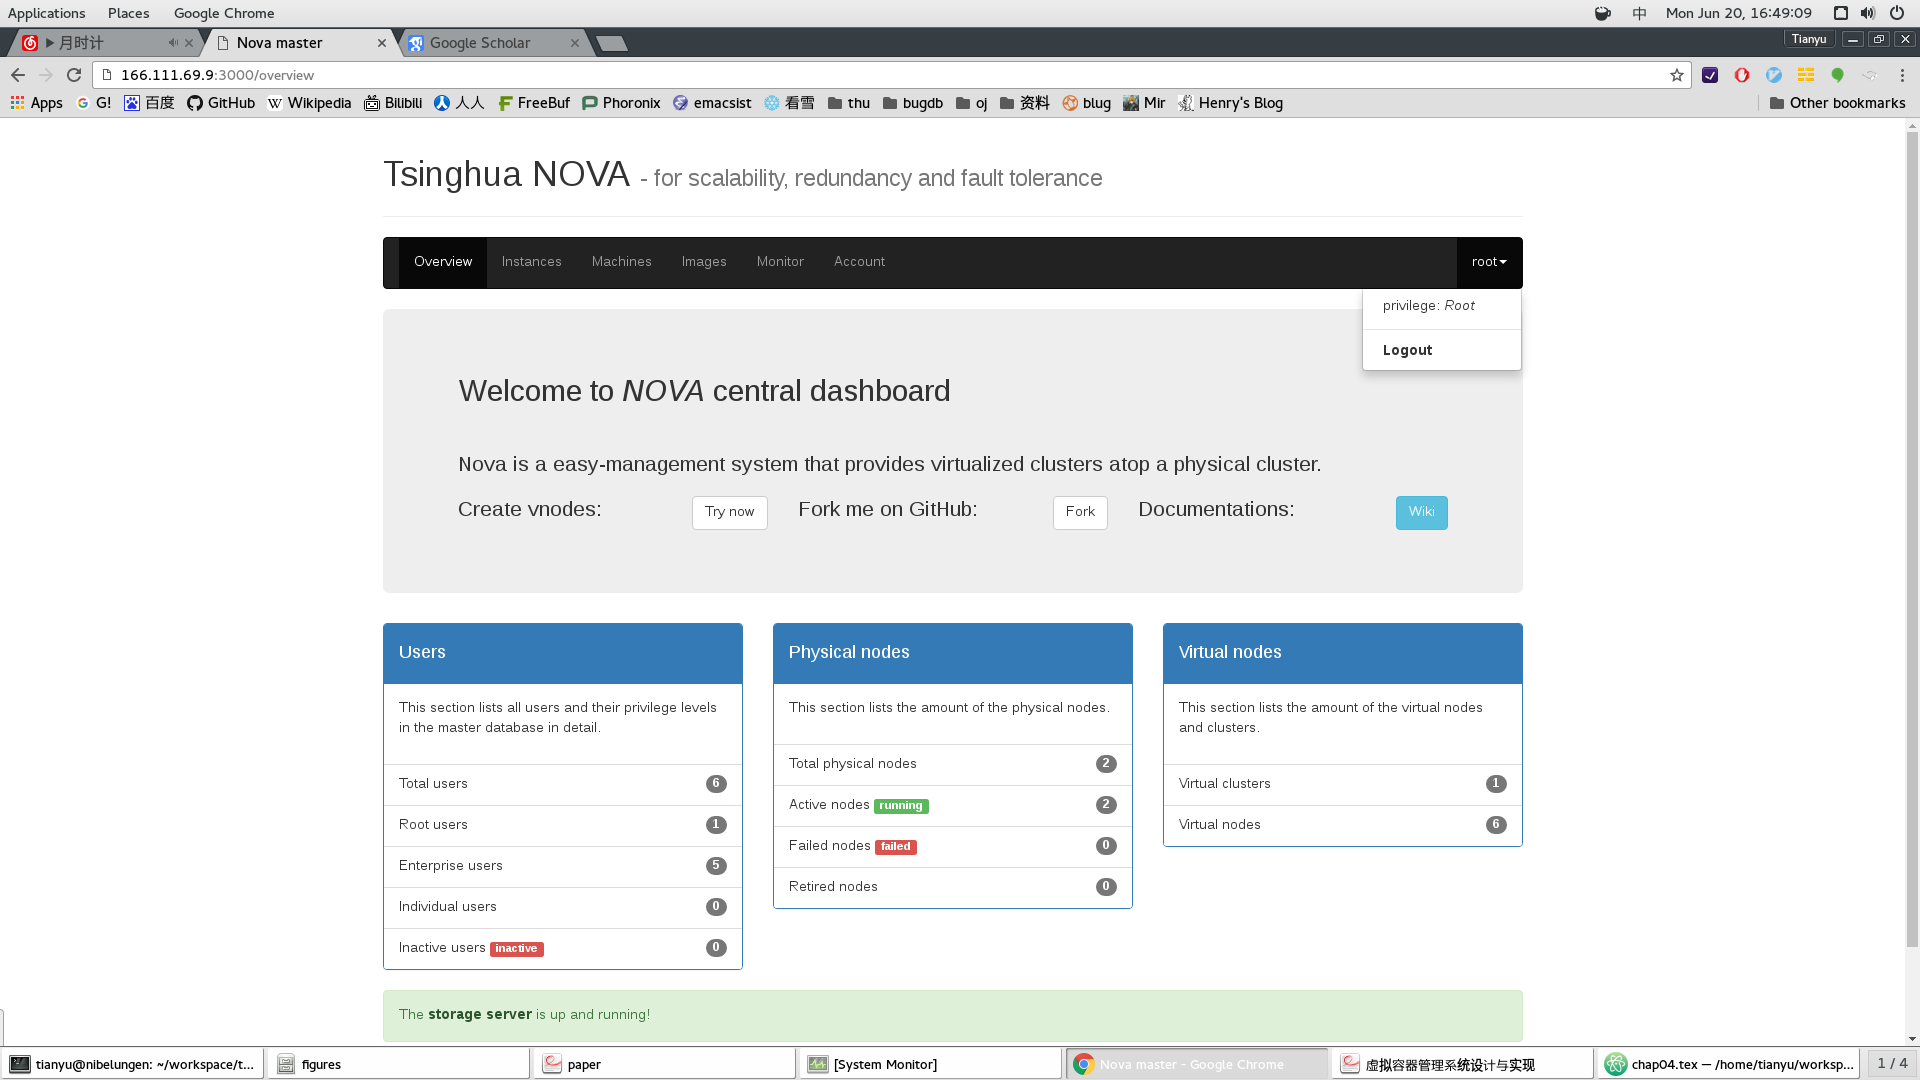 Applications Places Google Chrome 中 Mon Jun 20, 16:49:09
月时计 Nova master Google Scholar Tianyu
166.111.69.9:3000/overview
Apps G! 百度 GitHub Wikipedia Bilibili 人人 FreeBuf Phoronix emacsist 看雪 thu bugdb oj 资料 blug Mir Henry's Blog Other bookmarks
Tsinghua NOVA - for scalability, redundancy and fault tolerance
Overview Instances Machines Images Monitor Account root
privilege: Root
Logout
Welcome to NOVA central dashboard
Nova is a easy-management system that provides virtualized clusters atop a physical cluster.
Create vnodes: Try now Fork me on GitHub: Fork Documentations: Wiki
Users
This section lists all users and their privilege levels
in the master database in detail.
Total users 6
Root users 1
Enterprise users 5
Individual users 0
Inactive users inactive 0
Physical nodes
This section lists the amount of the physical nodes.
Total physical nodes 2
Active nodes running 2
Failed nodes failed 0
Retired nodes 0
Virtual nodes
This section lists the amount of the virtual nodes
and clusters.
Virtual clusters 1
Virtual nodes 6
The storage server is up and running!
tianyu@nibelungen: ~/workspace/t... figures paper [System Monitor] Nova master - Google Chrome 虚拟容器管理系统设计与实现 chap04.tex — /home/tianyu/worksp... 1 / 4